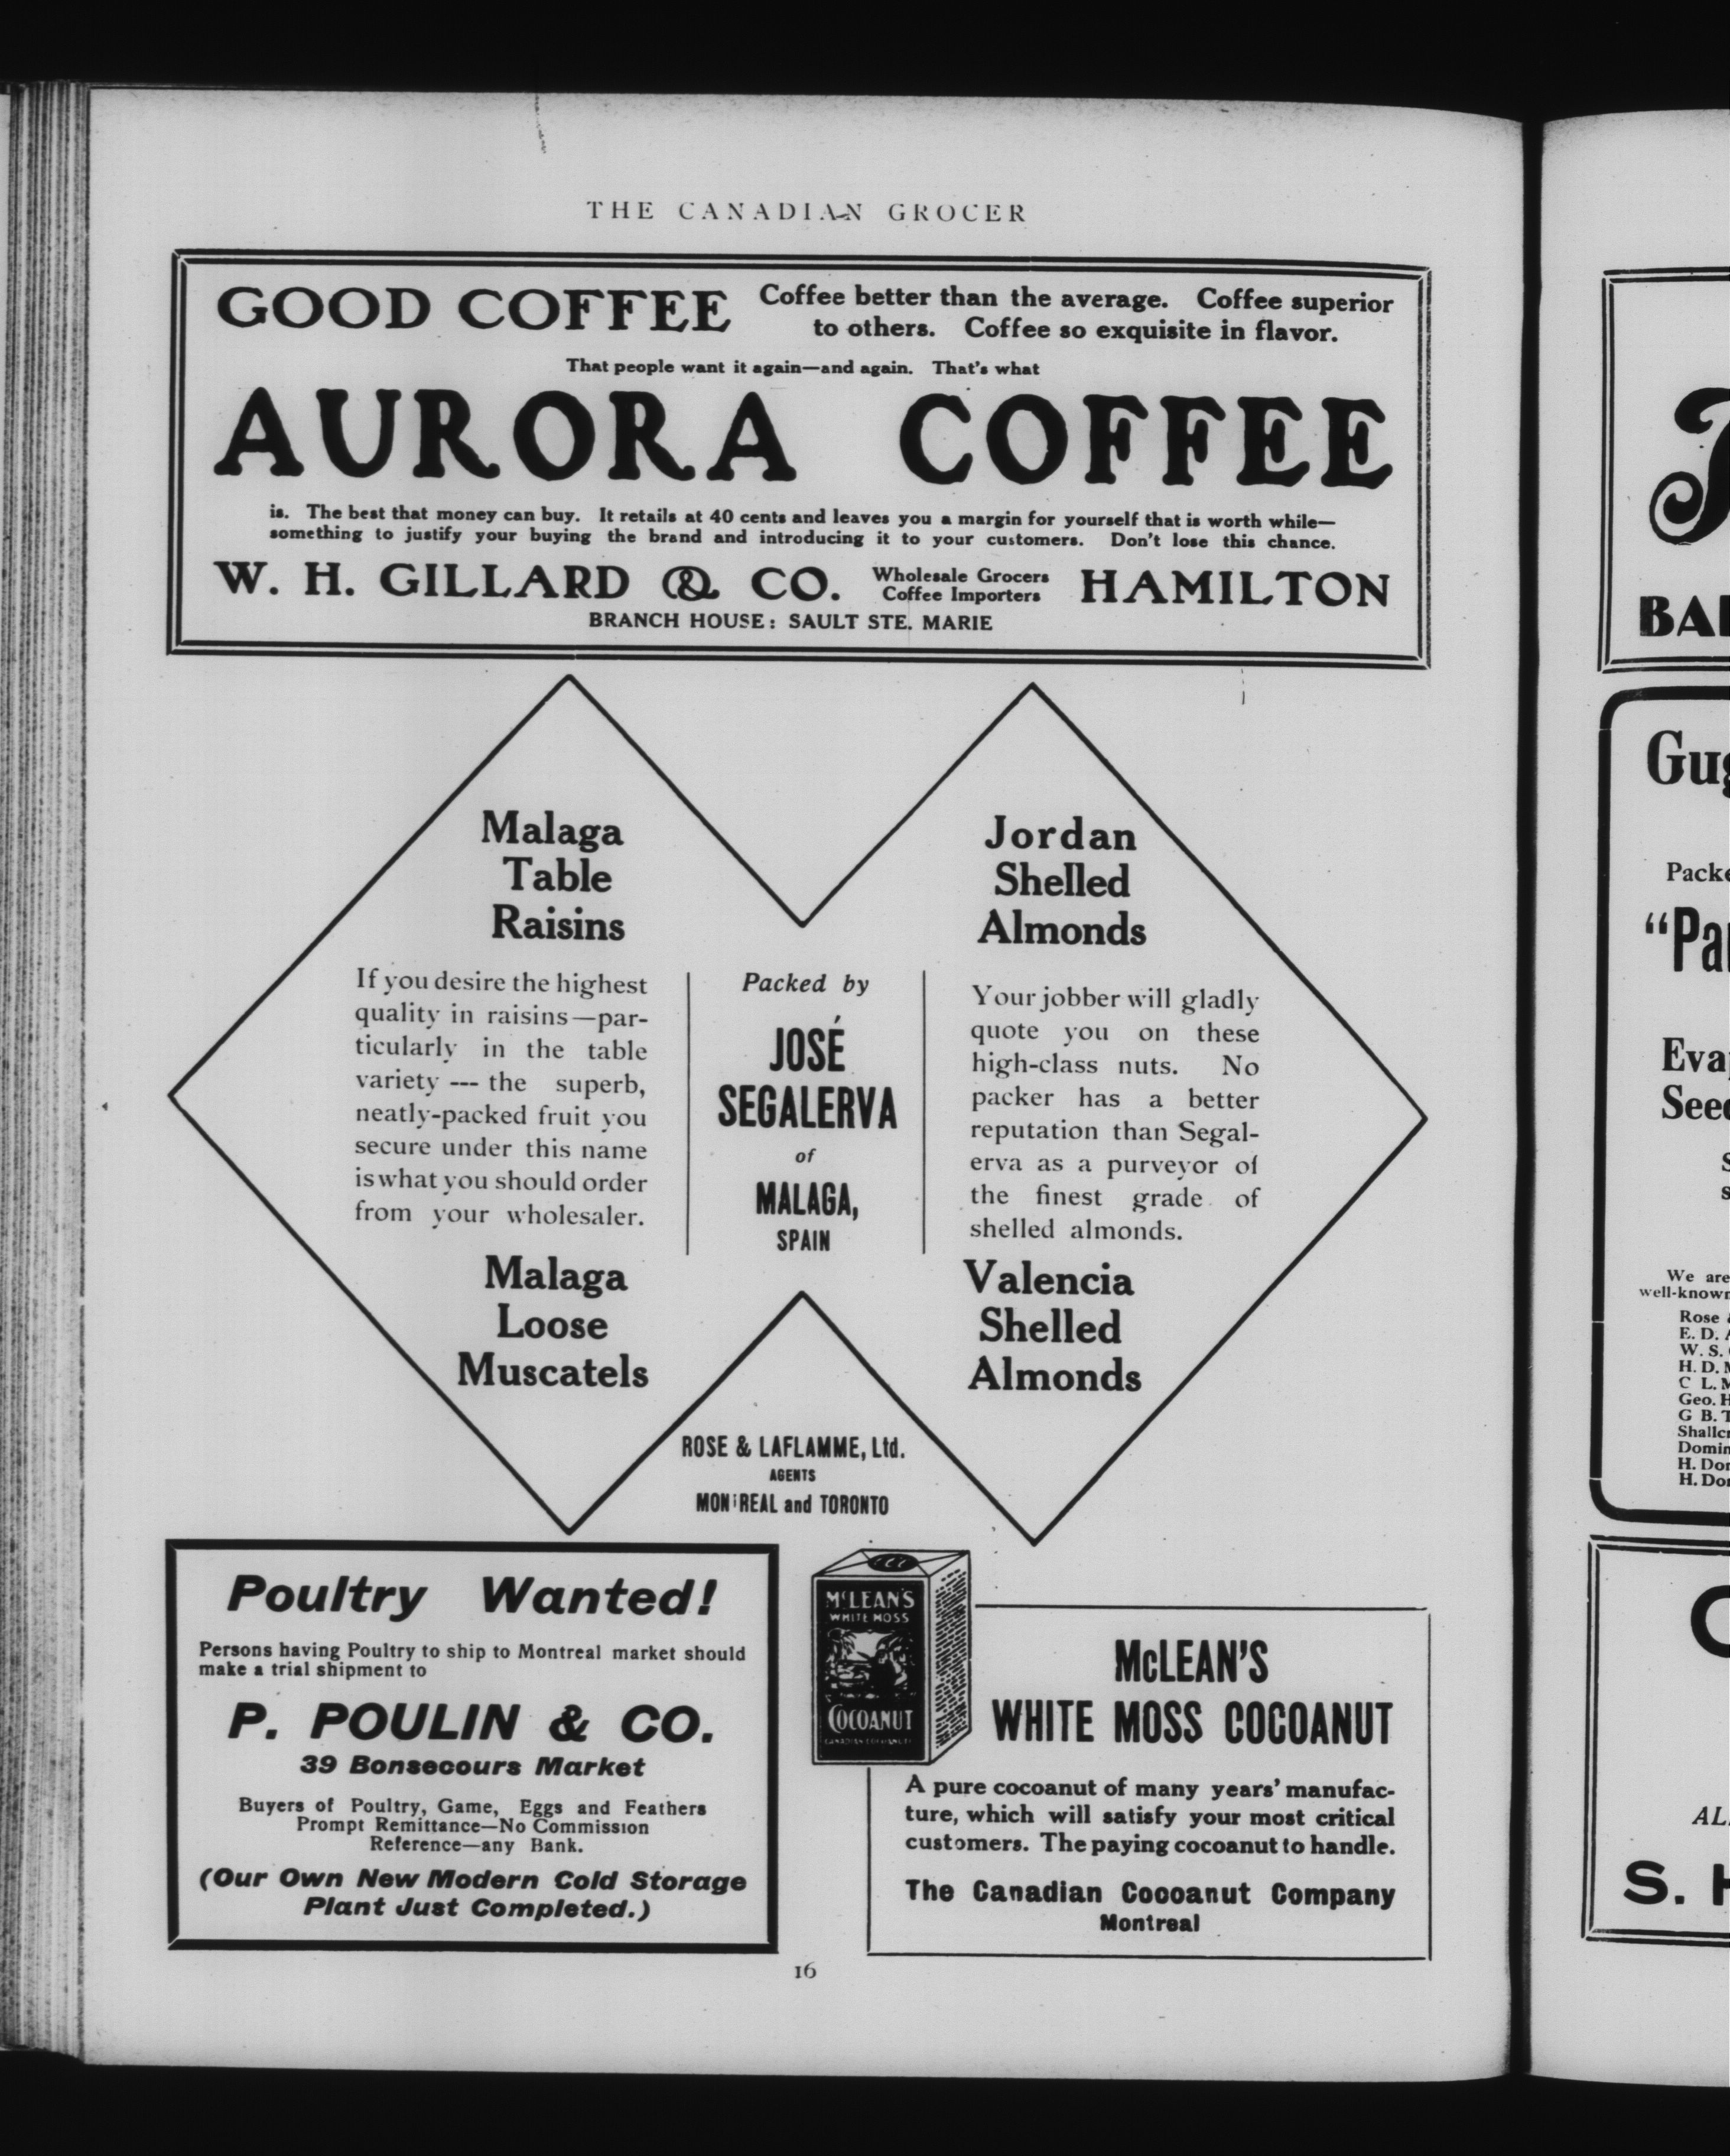 THE CANADIAN GROCER
GOOD COFFEE
Coffee better than the average. Coffee superior
to others. Coffee so exquisite in flavor.
That people want it again—and again. That's what
AURORA COFFEE
is. The best that money can buy. It retails at 40 cents and leaves you a margin for yourself that is worth while—
something to justify your buying the brand and introducing it to your customers. Don't lose this chance.
W. H. GILLARD & CO.
Wholesale Grocers
Coffee Importers
HAMILTON
BRANCH HOUSE: SAULT STE. MARIE
Malaga
Table
Raisins
If you desire the highest
quality in raisins—par-
ticularly in the table
variety --- the superb,
neatly-packed fruit you
secure under this name
is what you should order
from your wholesaler.
Malaga
Loose
Muscatels
Packed by
JOSÉ
SEGALERVA
of
MALAGA,
SPAIN
Jordan
Shelled
Almonds
Your jobber will gladly
quote you on these
high-class nuts. No
packer has a better
reputation than Segal-
erva as a purveyor of
the finest grade of
shelled almonds.
Valencia
Shelled
Almonds
ROSE & LAFLAMME, Ltd.
AGENTS
MONTREAL and TORONTO
Poultry Wanted!
Persons having Poultry to ship to Montreal market should
make a trial shipment to
P. POULIN & CO.
39 Bonsecours Market
Buyers of Poultry, Game, Eggs and Feathers
Prompt Remittance—No Commission
Reference—any Bank.
(Our Own New Modern Cold Storage
Plant Just Completed.)
McLEAN'S
WHITE MOSS
COCOANUT
McLEAN'S
WHITE MOSS COCOANUT
A pure cocoanut of many years' manufac-
ture, which will satisfy your most critical
customers. The paying cocoanut to handle.
The Canadian Cocoanut Company
Montreal
16
BA
Gug
Packe
"Pa
Eva
Seed
We are
well-known
Rose &
E. D.
W. S.
H. D. M
C L. M
Geo. H
G B. T
Shallcr
Domin
H. Dor
H. Dor
C
AL
S. H